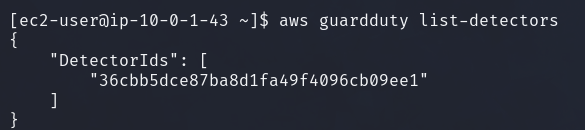 [ec2-user@ip-10-0-1-43 ~]$ aws guardduty list-detectors
{
    "DetectorIds": [
        "36cbb5dce87ba8d1fa49f4096cb09ee1"
    ]
}